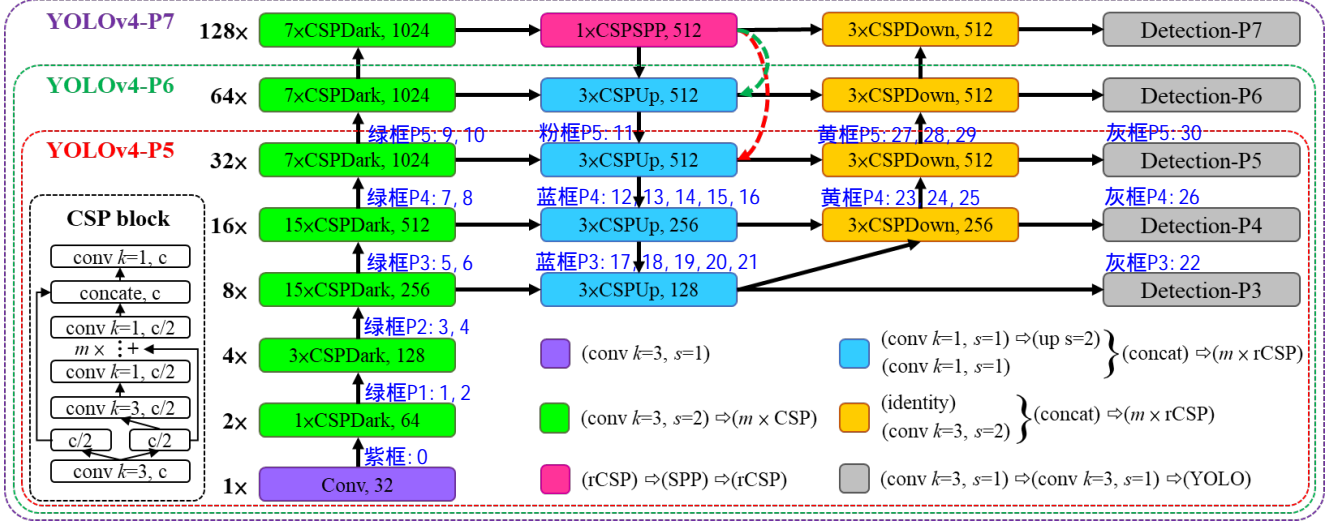 YOLOv4-P7
128x
7×CSPDark, 1024
1×CSPSPP, 512
3×CSPDown, 512
Detection-P7
YOLOv4-P6
64x
7×CSPDark, 1024
3×CSPUp, 512
3×CSPDown, 512
Detection-P6
绿框P5: 9, 10
粉框P5: 11
黄框P5: 27, 28, 29
灰框P5: 30
YOLOv4-P5
32x
7×CSPDark, 1024
3×CSPUp, 512
3×CSPDown, 512
Detection-P5
绿框P4: 7, 8
蓝框P4: 12, 13, 14, 15, 16
黄框P4: 23, 24, 25
灰框P4: 26
16x
15×CSPDark, 512
3×CSPUp, 256
3×CSPDown, 256
Detection-P4
绿框P3: 5, 6
蓝框P3: 17, 18, 19, 20, 21
灰框P3: 22
8x
15×CSPDark, 256
3×CSPUp, 128
Detection-P3
绿框P2: 3, 4
4x
3×CSPDark, 128
绿框P1: 1, 2
2x
1×CSPDark, 64
紫框: 0
1x
Conv, 32
CSP block
conv k=1, c
concate, c
conv k=1, c/2
m × ⋮ +
conv k=1, c/2
conv k=3, c/2
c/2
c/2
conv k=3, c
(conv k=3, s=1)
(conv k=3, s=2) ⇨(m × CSP)
(rCSP) ⇨(SPP) ⇨(rCSP)
(conv k=1, s=1) ⇨(up s=2)
(conv k=1, s=1)
} (concat) ⇨(m × rCSP)
(identity)
(conv k=3, s=2)
} (concat) ⇨(m × rCSP)
(conv k=3, s=1) ⇨(conv k=3, s=1) ⇨(YOLO)